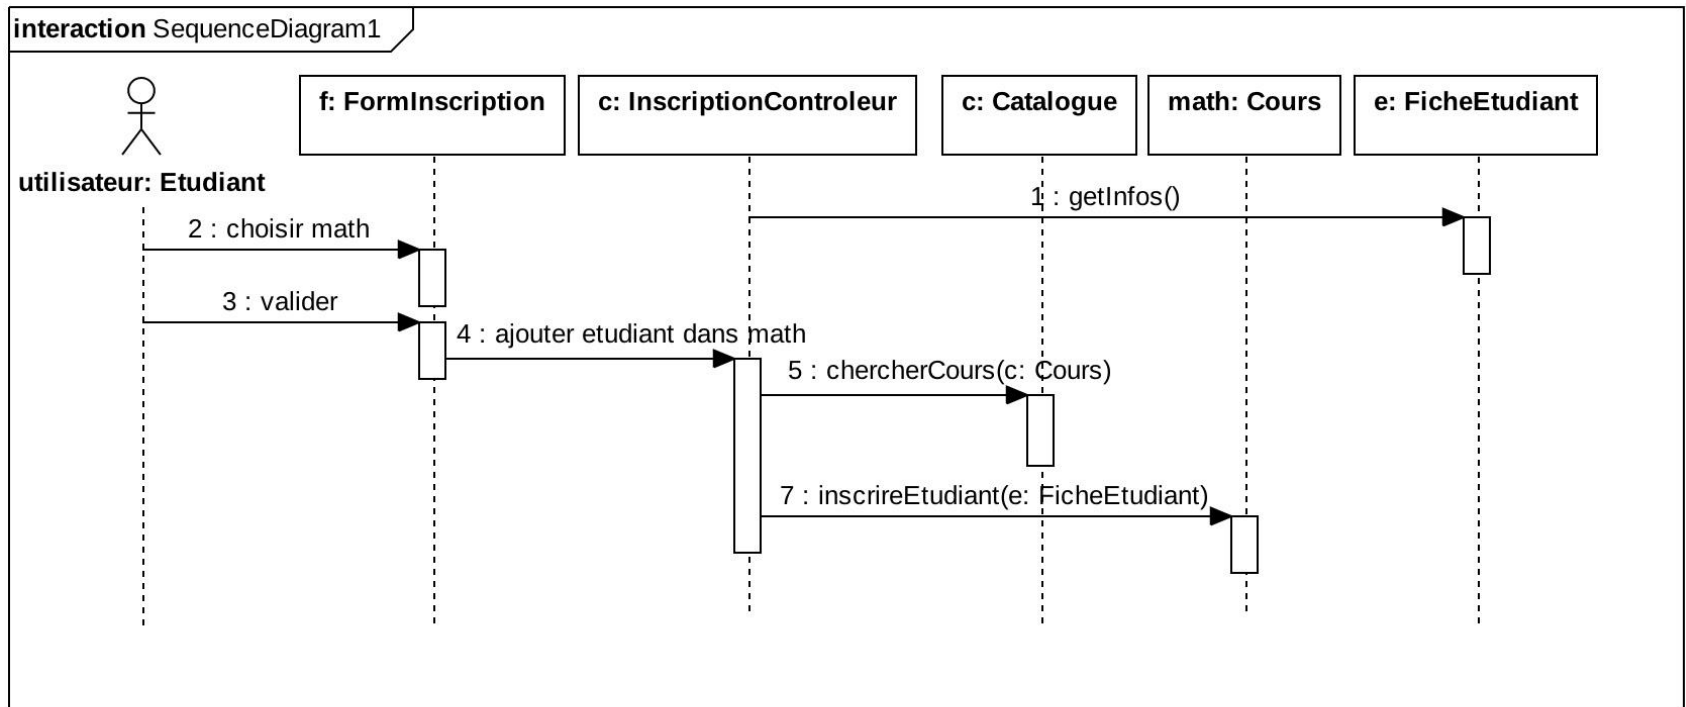 interaction SequenceDiagram1
f: FormInscription
c: InscriptionControleur
c: Catalogue
math: Cours
e: FicheEtudiant
utilisateur: Etudiant
1 : getInfos()
2 : choisir math
3 : valider
4 : ajouter etudiant dans math
5 : chercherCours(c: Cours)
7 : inscrireEtudiant(e: FicheEtudiant)